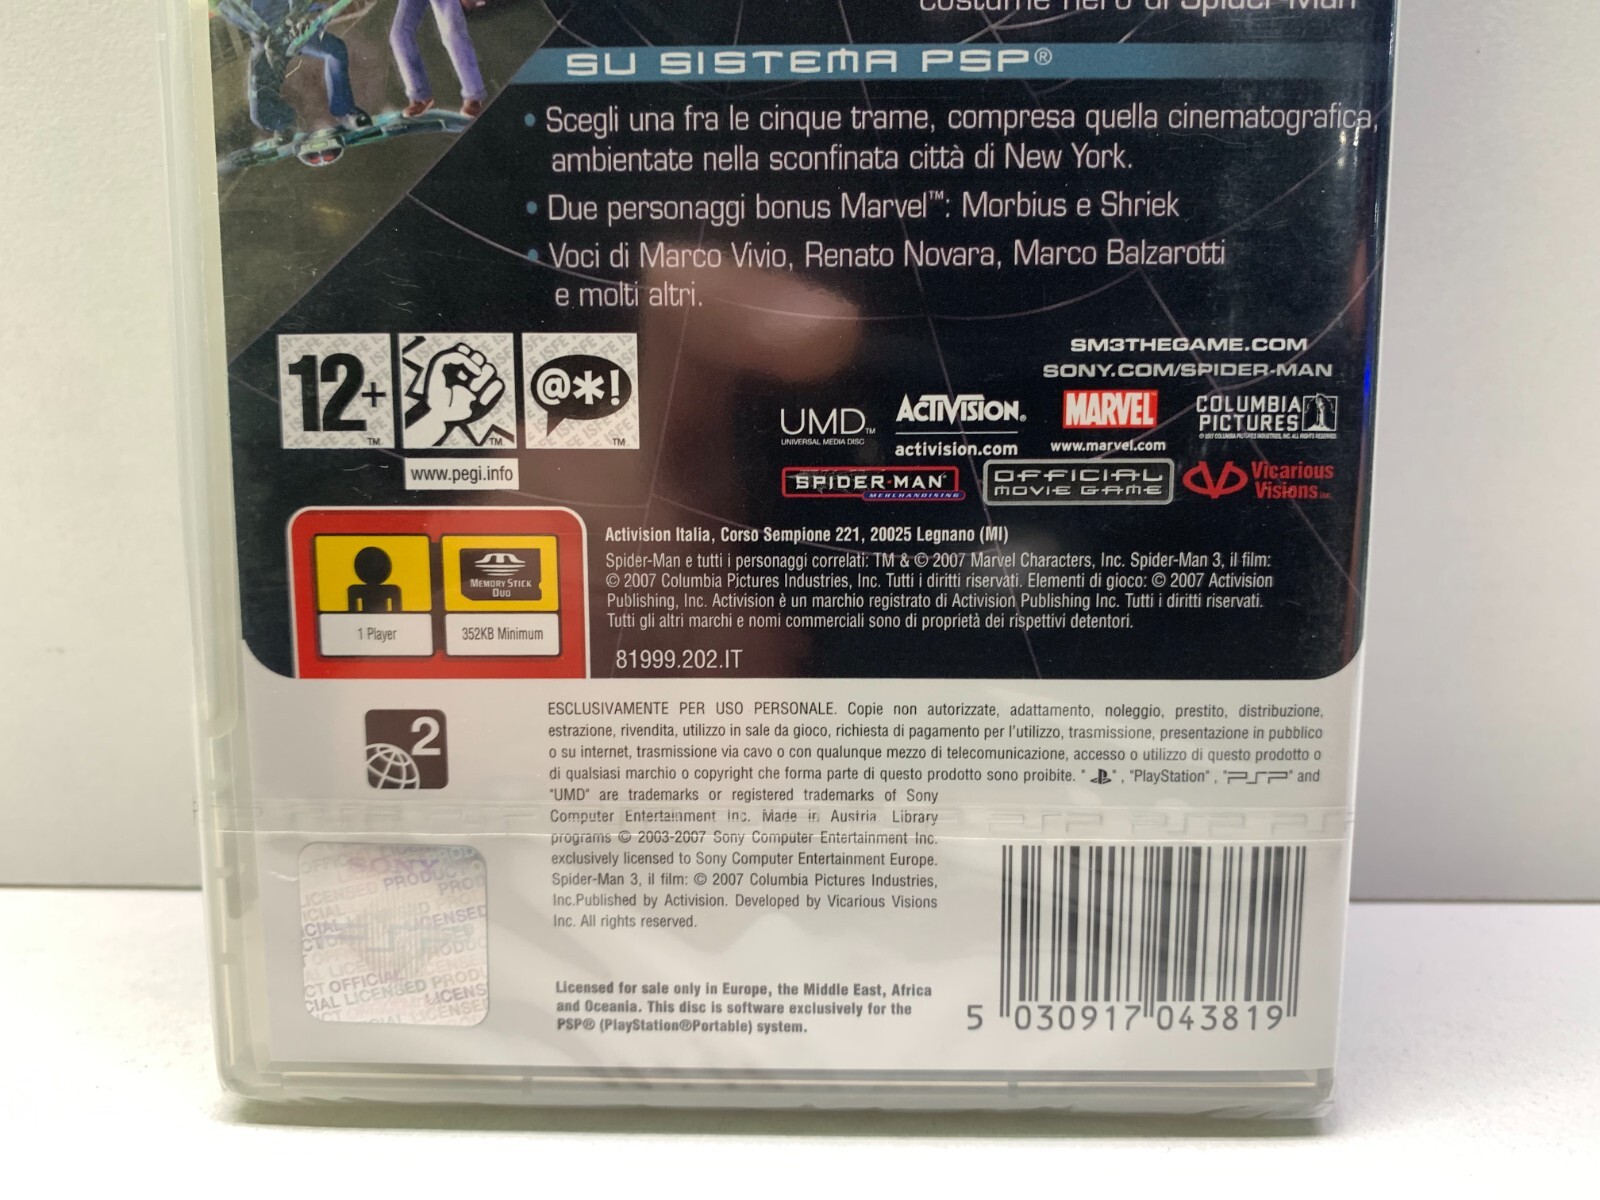 costume nero di Spider-Man
SU SISTEMA PSP®
• Scegli una fra le cinque trame, compresa quella cinematografica,
ambientate nella sconfinata città di New York.
• Due personaggi bonus Marvel™: Morbius e Shriek
• Voci di Marco Vivio, Renato Novara, Marco Balzarotti
e molti altri.
12+ ™
™
@*! ™
www.pegi.info
SM3THEGAME.COM
SONY.COM/SPIDER-MAN
UMD™
UNIVERSAL MEDIA DISC
ACTIVISION®
activision.com
MARVEL
www.marvel.com
COLUMBIA
PICTURES
SPIDER-MAN®
MERCHANDISING
OFFICIAL
MOVIE GAME
Vicarious
Visions Inc.
MEMORY STICK
DUO
1 Player
352KB Minimum
Activision Italia, Corso Sempione 221, 20025 Legnano (MI)
Spider-Man e tutti i personaggi correlati: TM & © 2007 Marvel Characters, Inc. Spider-Man 3, il film:
© 2007 Columbia Pictures Industries, Inc. Tutti i diritti riservati. Elementi di gioco: © 2007 Activision
Publishing, Inc. Activision è un marchio registrato di Activision Publishing Inc. Tutti i diritti riservati.
Tutti gli altri marchi e nomi commerciali sono di proprietà dei rispettivi detentori.
81999.202.IT
2
ESCLUSIVAMENTE PER USO PERSONALE. Copie non autorizzate, adattamento, noleggio, prestito, distribuzione,
estrazione, rivendita, utilizzo in sale da gioco, richiesta di pagamento per l'utilizzo, trasmissione, presentazione in pubblico
o su internet, trasmissione via cavo o con qualunque mezzo di telecomunicazione, accesso o utilizzo di questo prodotto o
di qualsiasi marchio o copyright che forma parte di questo prodotto sono proibite. " ", "PlayStation", "PSP" and
"UMD" are trademarks or registered trademarks of Sony
Computer Entertainment Inc. Made in Austria. Library
programs © 2003-2007 Sony Computer Entertainment Inc.
exclusively licensed to Sony Computer Entertainment Europe.
Spider-Man 3, il film: © 2007 Columbia Pictures Industries,
Inc.Published by Activision. Developed by Vicarious Visions
Inc. All rights reserved.
Licensed for sale only in Europe, the Middle East, Africa
and Oceania. This disc is software exclusively for the
PSP® (PlayStation®Portable) system.
SONY
5 030917 043819